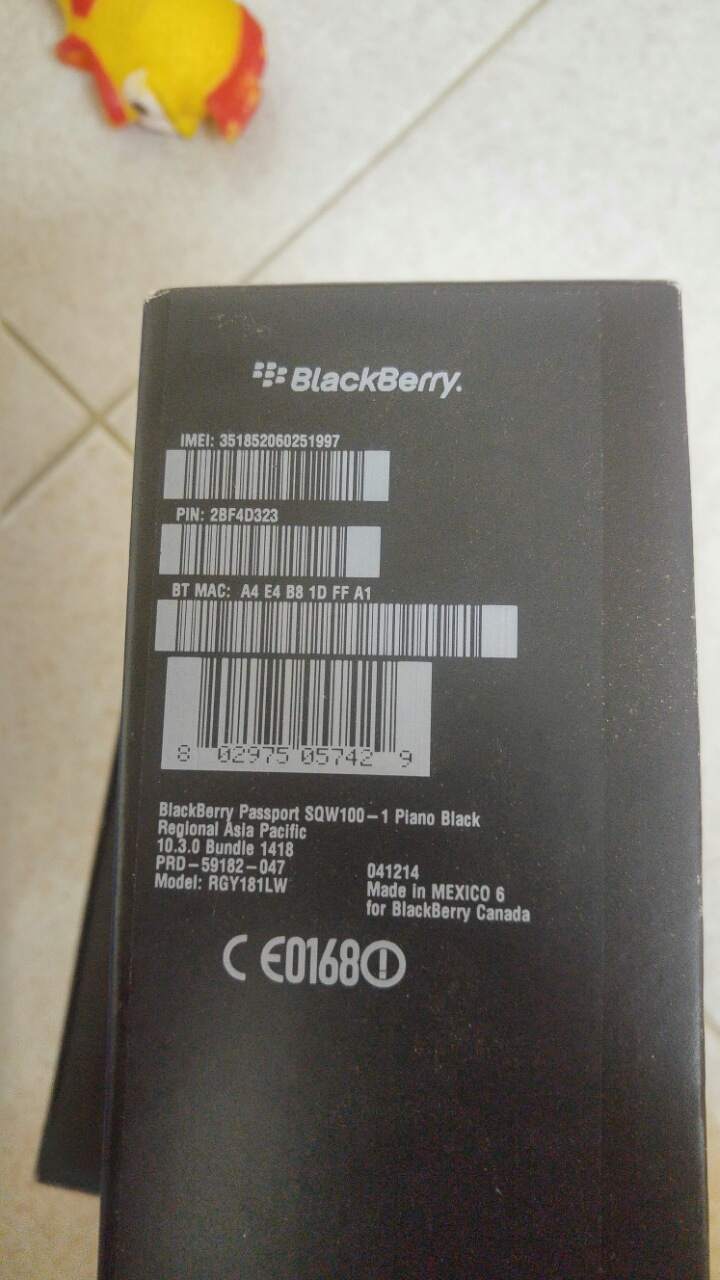 BlackBerry.
IMEI: 351852060251997
PIN: 2BF4D323
BT MAC: A4 E4 B8 1D FF A1
8 02975 05742 9
BlackBerry Passport SQW100-1 Piano Black
Regional Asia Pacific
10.3.0 Bundle 1418
PRD-59182-047
Model: RGY181LW
041214
Made in MEXICO 6
for BlackBerry Canada
CE0168